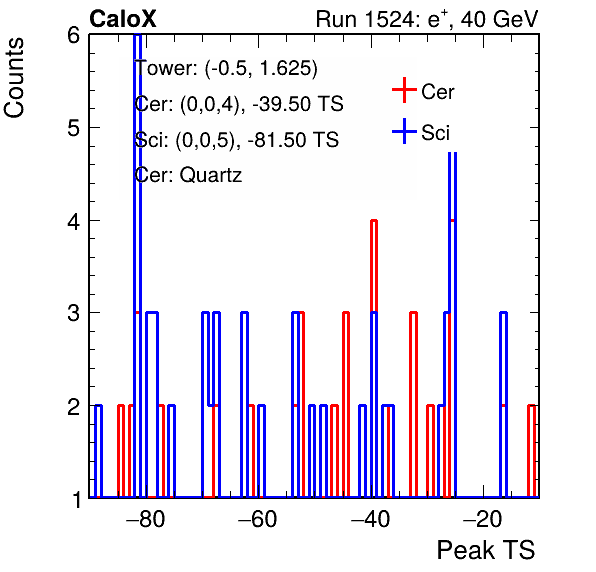 CaloX Run 1524: e⁺, 40 GeV
Counts
6
Tower: (-0.5, 1.625)
Cer: (0,0,4), -39.50 TS
Sci: (0,0,5), -81.50 TS
Cer: Quartz
Cer
Sci
5
4
3
2
1
−80 −60 −40 −20
Peak TS